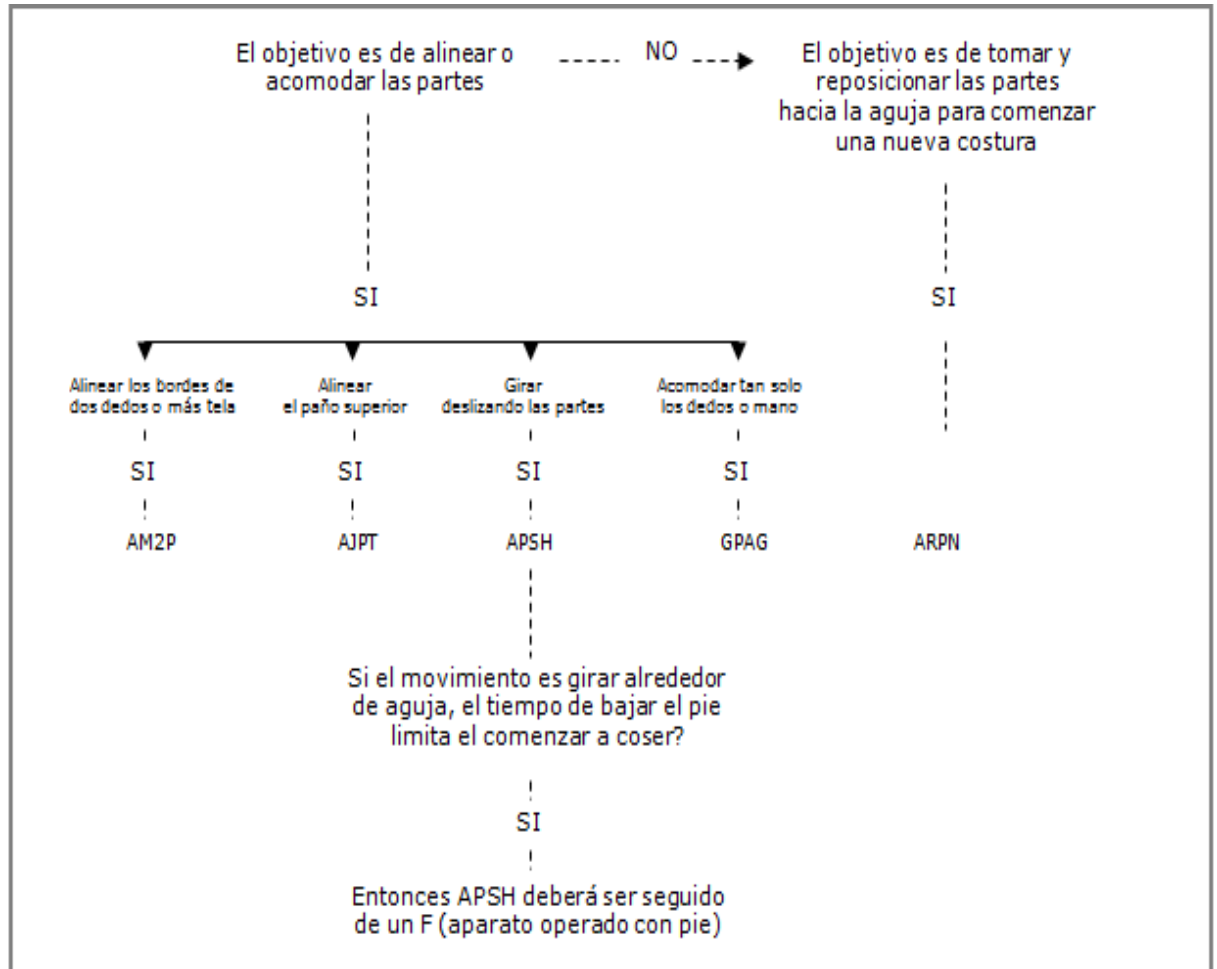 El objetivo es de alinear o
acomodar las partes
NO
El objetivo es de tomar y
reposicionar las partes
hacia la aguja para comenzar
una nueva costura
SI
SI
Alinear los bordes de
dos dedos o más tela
Alinear
el paño superior
Girar
deslizando las partes
Acomodar tan solo
los dedos o mano
SI
SI
SI
SI
AM2P
AJPT
APSH
GPAG
ARPN
Si el movimiento es girar alrededor
de aguja, el tiempo de bajar el pie
limita el comenzar a coser?
SI
Entonces APSH deberá ser seguido
de un F (aparato operado con pie)